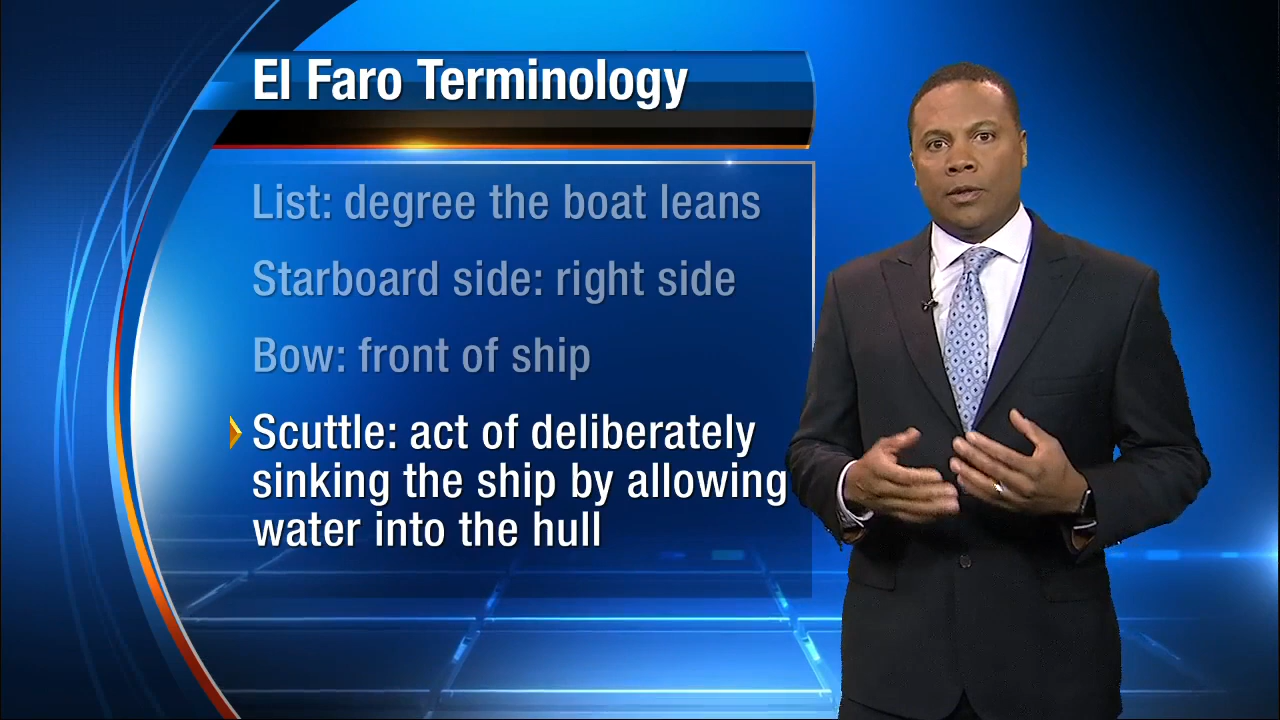 El Faro Terminology
List: degree the boat leans
Starboard side: right side
Bow: front of ship
Scuttle: act of deliberately
sinking the ship by allowing
water into the hull